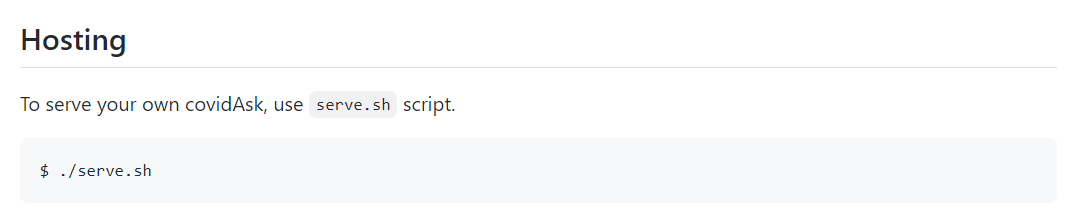 Hosting
To serve your own covidAsk, use serve.sh script.
$ ./serve.sh